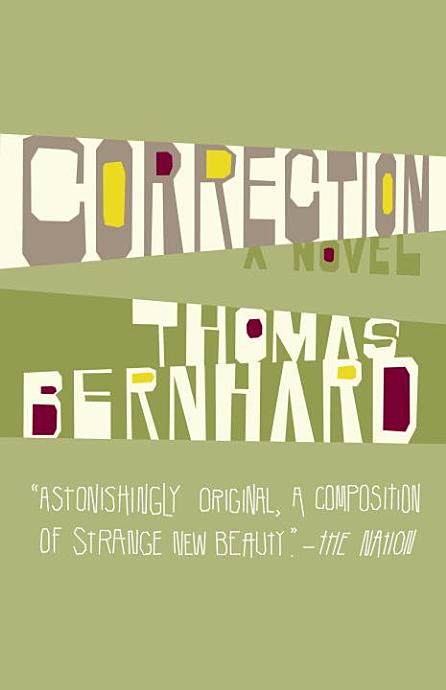 CORRECTION
A NOVEL
THOMAS
BERNHARD
"ASTONISHINGLY ORIGINAL, A COMPOSITION
OF STRANGE NEW BEAUTY." – THE NATION